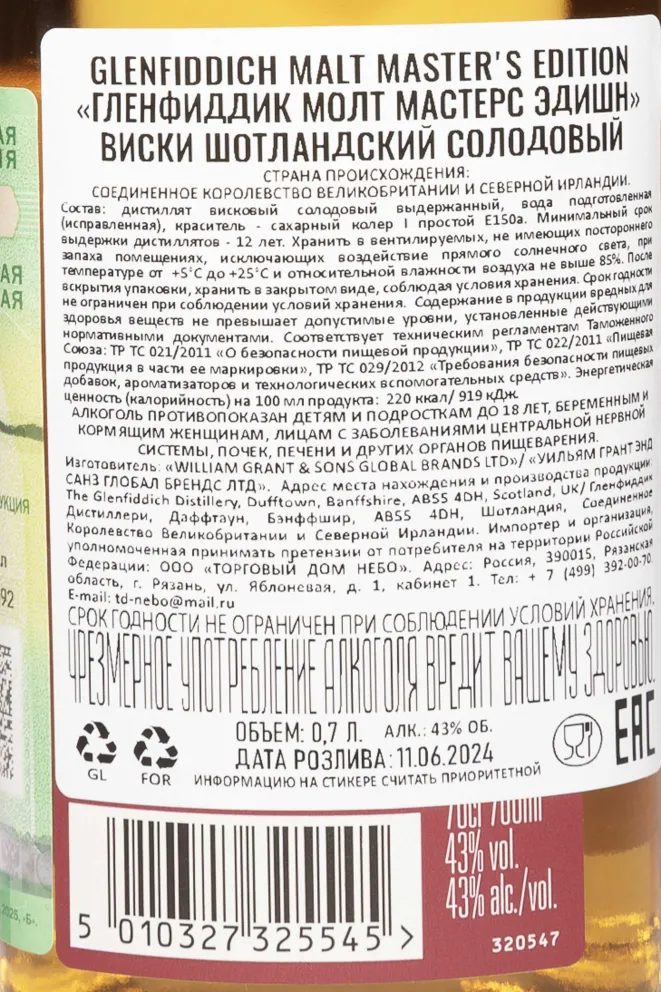 GLENFIDDICH MALT MASTER'S EDITION
«ГЛЕНФИДДИК МОЛТ МАСТЕРС ЭДИШН»
ВИСКИ ШОТЛАНДСКИЙ СОЛОДОВЫЙ
СТРАНА ПРОИСХОЖДЕНИЯ:
СОЕДИНЕННОЕ КОРОЛЕВСТВО ВЕЛИКОБРИТАНИИ И СЕВЕРНОЙ ИРЛАНДИИ.
Состав: дистиллят висковый солодовый выдержанный, вода подготовленная
(исправленная), краситель - сахарный колер I простой Е150а. Минимальный срок
выдержки дистиллятов - 12 лет. Хранить в вентилируемых, не имеющих постороннего
запаха помещениях, исключающих воздействие прямого солнечного света, при
температуре от +5°С до +25°С и относительной влажности воздуха не выше 85%. После
вскрытия упаковки, хранить в закрытом виде, соблюдая условия хранения. Срок годности
не ограничен при соблюдении условий хранения. Содержание в продукции вредных для
здоровья веществ не превышает допустимые уровни, установленные действующими
нормативными документами. Соответствует техническим регламентам Таможенного
Союза: ТР ТС 021/2011 «О безопасности пищевой продукции», ТР ТС 022/2011 «Пищевая
продукция в части ее маркировки», ТР ТС 029/2012 «Требования безопасности пищевых
добавок, ароматизаторов и технологических вспомогательных средств». Энергетическая
ценность (калорийность) на 100 мл продукта: 220 ккал/ 919 кДж.
АЛКОГОЛЬ ПРОТИВОПОКАЗАН ДЕТЯМ И ПОДРОСТКАМ ДО 18 ЛЕТ, БЕРЕМЕННЫМ И
КОРМЯЩИМ ЖЕНЩИНАМ, ЛИЦАМ С ЗАБОЛЕВАНИЯМИ ЦЕНТРАЛЬНОЙ НЕРВНОЙ
СИСТЕМЫ, ПОЧЕК, ПЕЧЕНИ И ДРУГИХ ОРГАНОВ ПИЩЕВАРЕНИЯ.
Изготовитель: «WILLIAM GRANT & SONS GLOBAL BRANDS LTD»/ «УИЛЬЯМ ГРАНТ ЭНД
САНЗ ГЛОБАЛ БРЕНДС ЛТД». Адрес места нахождения и производства продукции:
The Glenfiddich Distillery, Dufftown, Banffshire, AB55 4DH, Scotland, UK/ Гленфиддик
Дистиллери, Даффтаун, Бэнффшир, AB55 4DH, Шотландия, Соединенное
Королевство Великобритании и Северной Ирландии. Импортер и организация,
уполномоченная принимать претензии от потребителя на территории Российской
Федерации: ООО «ТОРГОВЫЙ ДОМ НЕБО». Адрес: Россия, 390015, Рязанская
область, г. Рязань, ул. Яблоневая, д. 1, кабинет 1. Тел: + 7 (499) 392-00-70.
E-mail: td-nebo@mail.ru
СРОК ГОДНОСТИ НЕ ОГРАНИЧЕН ПРИ СОБЛЮДЕНИИ УСЛОВИЙ ХРАНЕНИЯ.
ЧРЕЗМЕРНОЕ УПОТРЕБЛЕНИЕ АЛКОГОЛЯ ВРЕДИТ ВАШЕМУ ЗДОРОВЬЮ.
ОБЪЕМ: 0,7 Л. АЛК.: 43% ОБ.
ДАТА РОЗЛИВА: 11.06.2024
ИНФОРМАЦИЮ НА СТИКЕРЕ СЧИТАТЬ ПРИОРИТЕТНОЙ
GL FOR
EAC
70cl 700ml
43% vol.
43% alc./vol.
320547
5 010327 325545 >